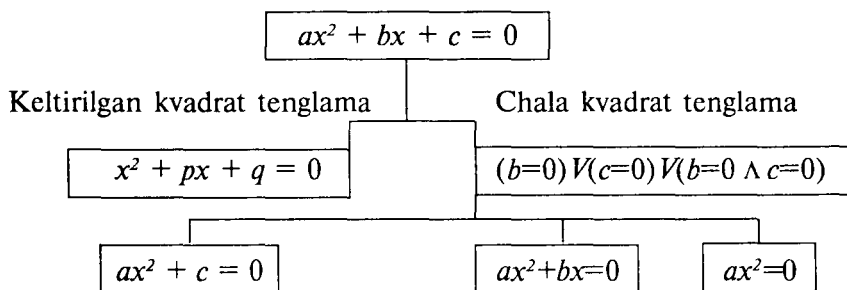 ax² + bx + c = 0
Keltirilgan kvadrat tenglama Chala kvadrat tenglama
x² + px + q = 0 (b=0)V(c=0)V(b=0 ∧ c=0)
ax² + c = 0 ax²+bx=0 ax²=0